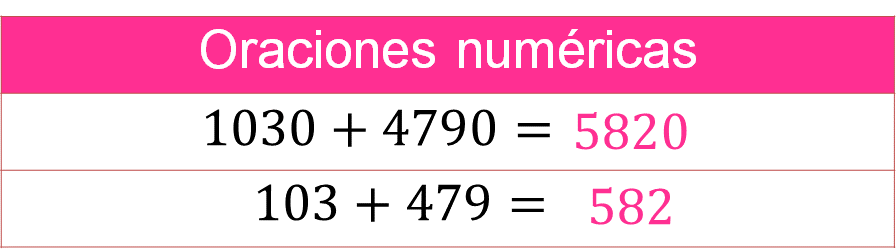 Oraciones numéricas
1030 + 4790 = 5820
103 + 479 = 582